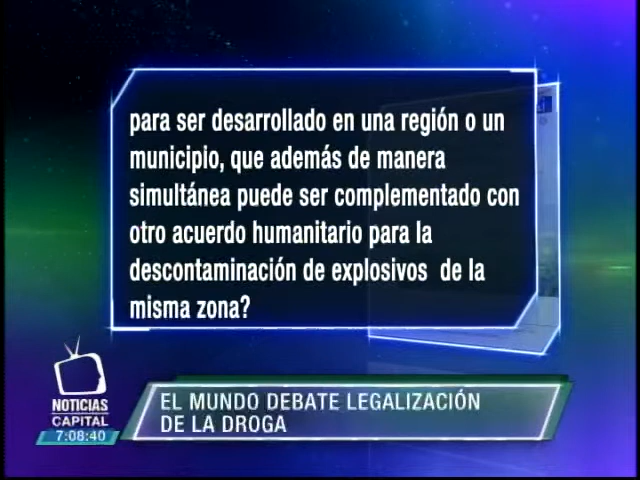 para ser desarrollado en una región o un
municipio, que además de manera
simultánea puede ser complementado con
otro acuerdo humanitario para la
descontaminación de explosivos de la
misma zona?
EL MUNDO DEBATE LEGALIZACIÓN
DE LA DROGA
NOTICIAS
CAPITAL
7:08:40